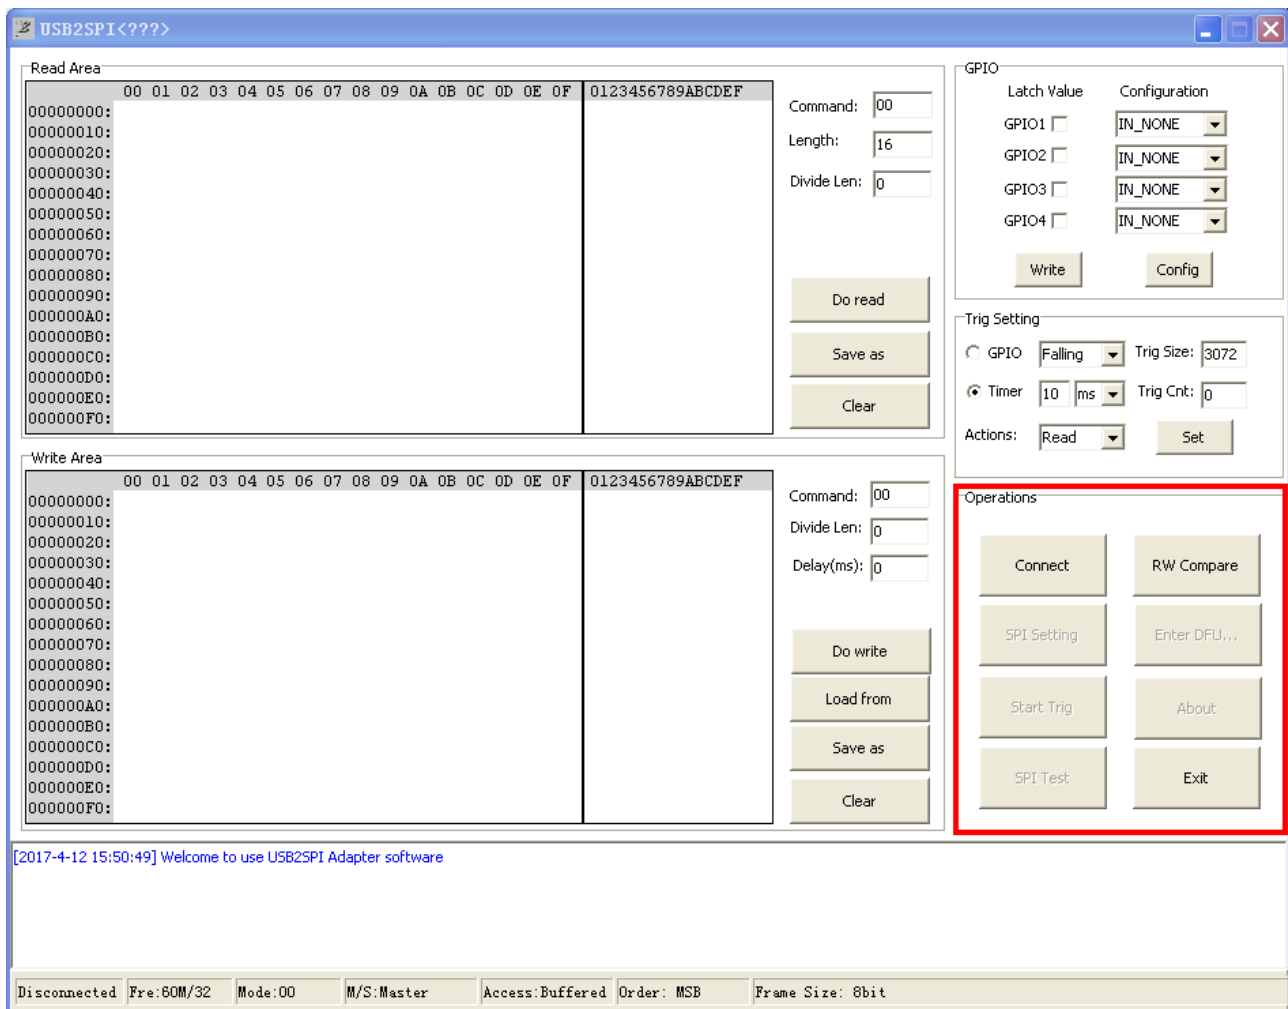 USB2SPI<???>
Read Area
00 01 02 03 04 05 06 07 08 09 0A 0B 0C 0D 0E 0F 0123456789ABCDEF
00000000:
00000010:
00000020:
00000030:
00000040:
00000050:
00000060:
00000070:
00000080:
00000090:
000000A0:
000000B0:
000000C0:
000000D0:
000000E0:
000000F0:
Command: 00
Length: 16
Divide Len: 0
Do read
Save as
Clear
Write Area
00 01 02 03 04 05 06 07 08 09 0A 0B 0C 0D 0E 0F 0123456789ABCDEF
00000000:
00000010:
00000020:
00000030:
00000040:
00000050:
00000060:
00000070:
00000080:
00000090:
000000A0:
000000B0:
000000C0:
000000D0:
000000E0:
000000F0:
Command: 00
Divide Len: 0
Delay(ms): 0
Do write
Load from
Save as
Clear
GPIO
Latch Value Configuration
GPIO1 IN_NONE
GPIO2 IN_NONE
GPIO3 IN_NONE
GPIO4 IN_NONE
Write Config
Trig Setting
GPIO Falling Trig Size: 3072
Timer 10 ms Trig Cnt: 0
Actions: Read Set
Operations
Connect RW Compare
SPI Setting Enter DFU...
Start Trig About
SPI Test Exit
[2017-4-12 15:50:49] Welcome to use USB2SPI Adapter software
Disconnected Fre:60M/32 Mode:00 M/S:Master Access:Buffered Order: MSB Frame Size: 8bit